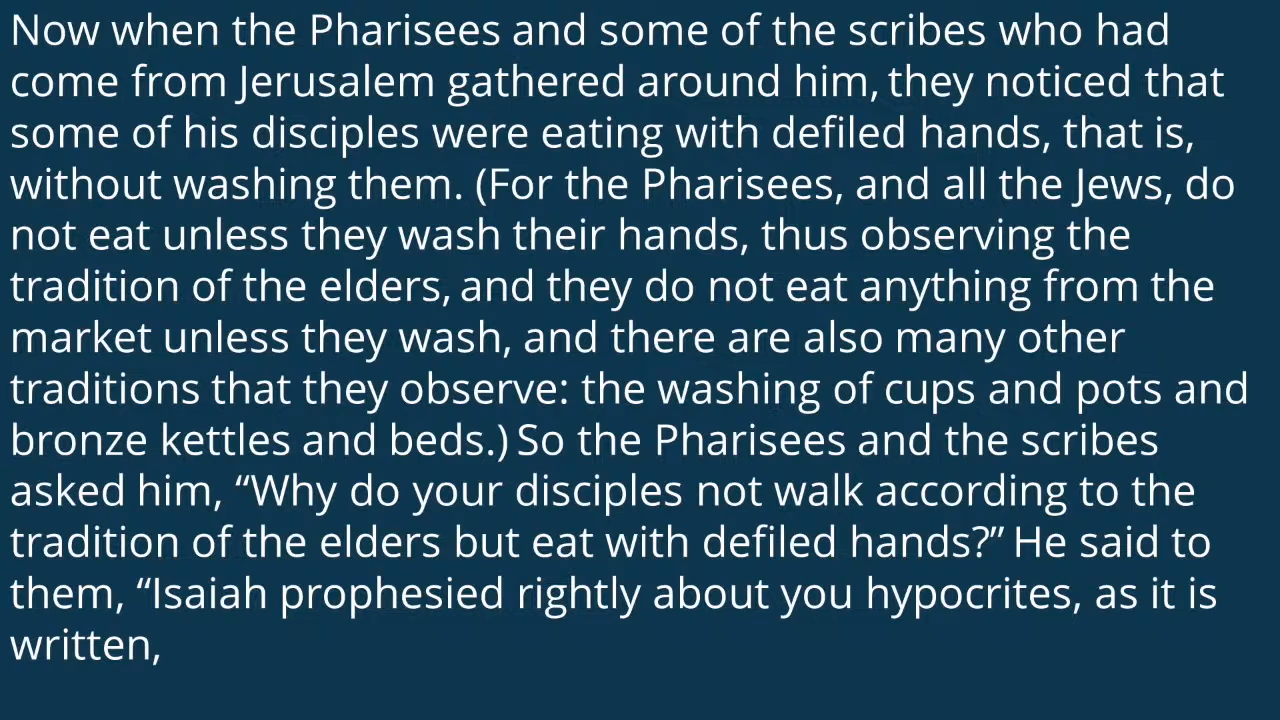 Now when the Pharisees and some of the scribes who had
come from Jerusalem gathered around him, they noticed that
some of his disciples were eating with defiled hands, that is,
without washing them. (For the Pharisees, and all the Jews, do
not eat unless they wash their hands, thus observing the
tradition of the elders, and they do not eat anything from the
market unless they wash, and there are also many other
traditions that they observe: the washing of cups and pots and
bronze kettles and beds.) So the Pharisees and the scribes
asked him, “Why do your disciples not walk according to the
tradition of the elders but eat with defiled hands?” He said to
them, “Isaiah prophesied rightly about you hypocrites, as it is
written,